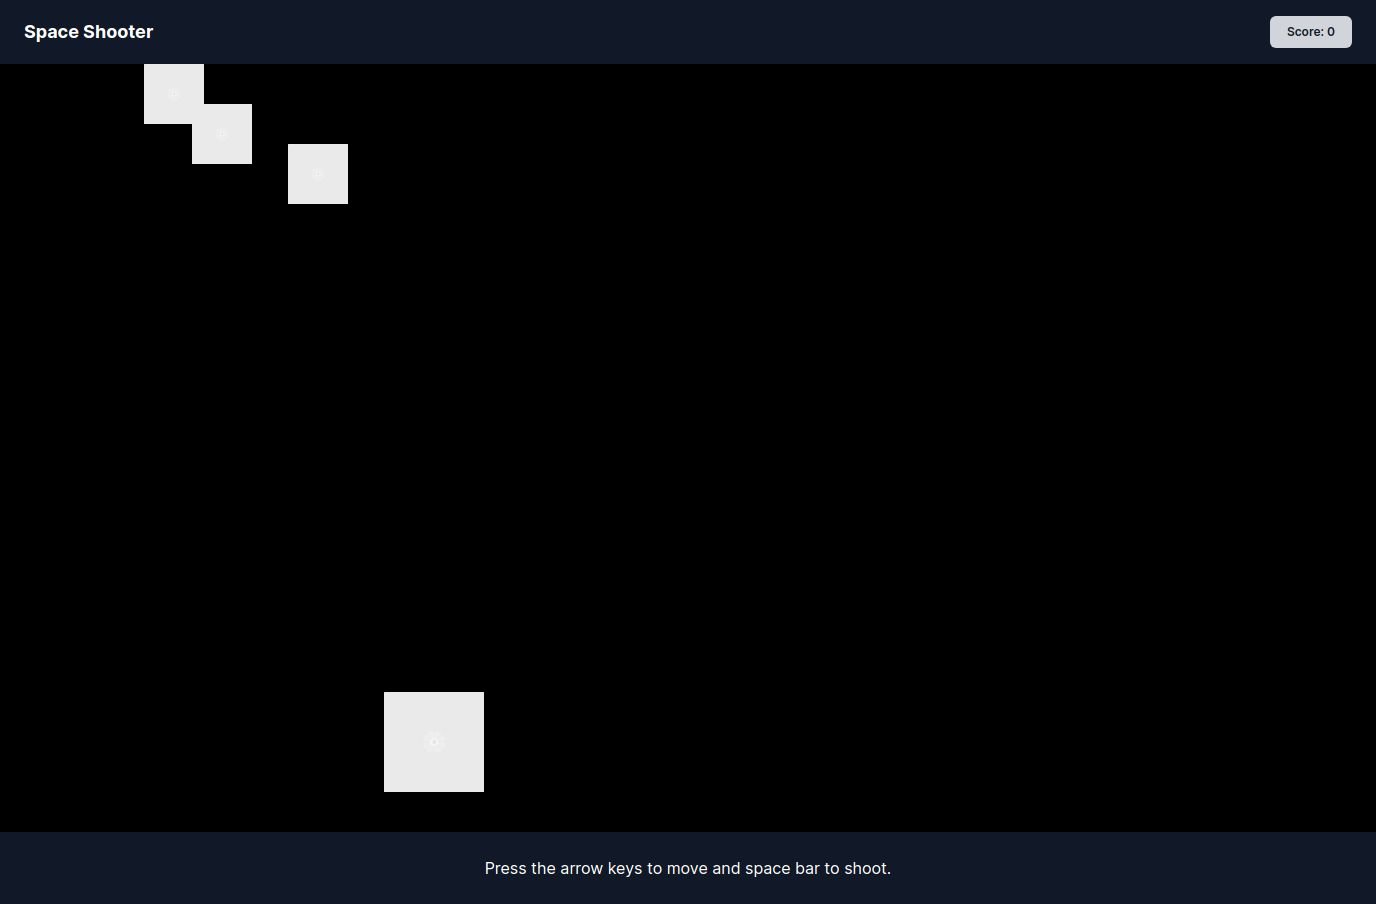 Space Shooter
Score: 0
Press the arrow keys to move and space bar to shoot.